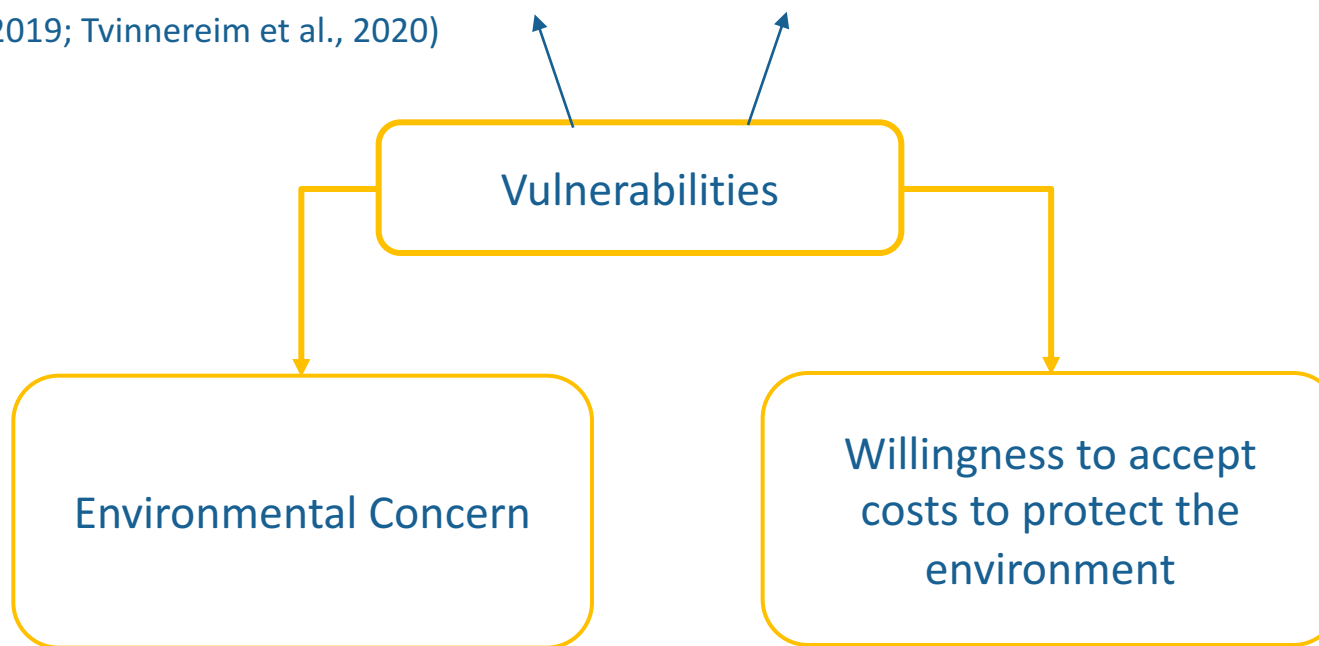 2019; Tvinnereim et al., 2020)
Vulnerabilities
Environmental Concern
Willingness to accept
costs to protect the
environment